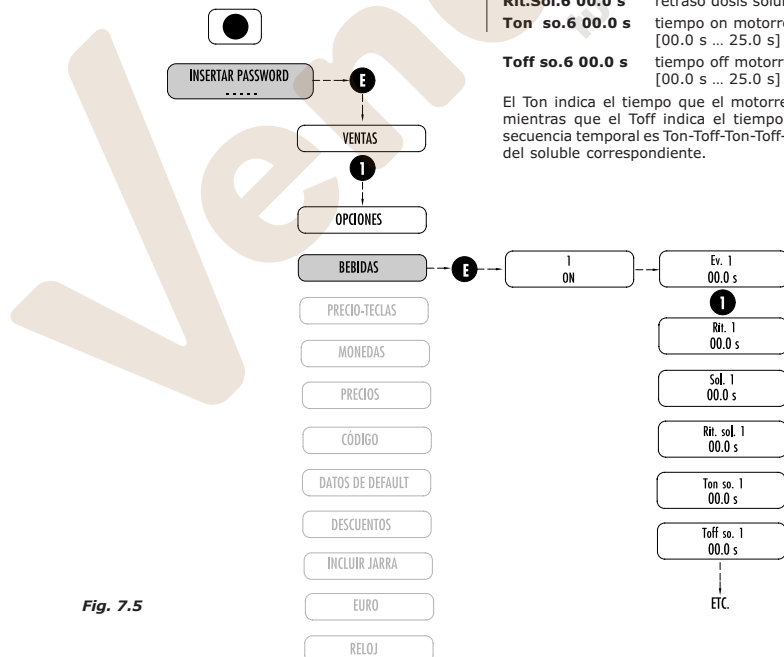 Rit.Sol.6 00.0 s retraso dosis
Ton so.6 00.0 s tiempo on
[00.0 s ... 25.0 s]
Toff so.6 00.0 s tiempo off
[00.0 s ... 25.0 s]
El Ton indica el tiempo que el
mientras que el Toff indica el tiempo
secuencia temporal es Ton-Toff-Ton-Toff-
del soluble correspondiente.
INSERTAR PASSWORD
.....
E
VENTAS
1
OPCIONES
BEBIDAS
E
1
ON
Ev. 1
00.0 s
1
Rit. 1
00.0 s
Sol. 1
00.0 s
Rit. sol. 1
00.0 s
Ton so. 1
00.0 s
Toff so. 1
00.0 s
ETC.
PRECIO-TECLAS
MONEDAS
PRECIOS
CÓDIGO
DATOS DE DEFAULT
DESCUENTOS
INCLUIR JARRA
EURO
RELOJ
Fig. 7.5